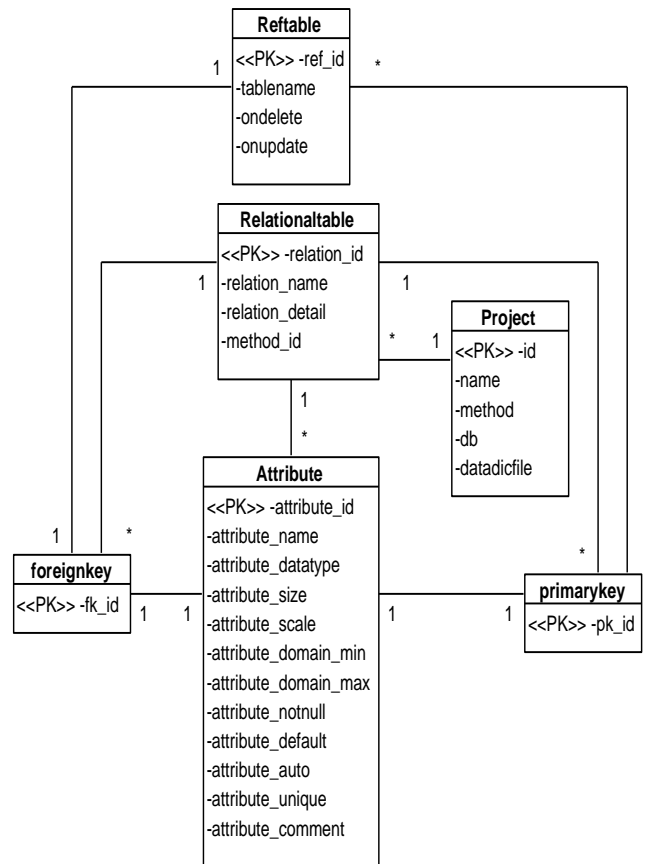 Reftable
<<PK>> -ref_id
-tablename
-ondelete
-onupdate
1
*
Relationaltable
<<PK>> -relation_id
-relation_name
-relation_detail
-method_id
1
1
*
1
Project
<<PK>> -id
-name
-method
-db
-datadicfile
1
*
Attribute
<<PK>> -attribute_id
-attribute_name
-attribute_datatype
-attribute_size
-attribute_scale
-attribute_domain_min
-attribute_domain_max
-attribute_notnull
-attribute_default
-attribute_auto
-attribute_unique
-attribute_comment
1
*
foreignkey
<<PK>> -fk_id
1
1
*
primarykey
<<PK>> -pk_id
1
1